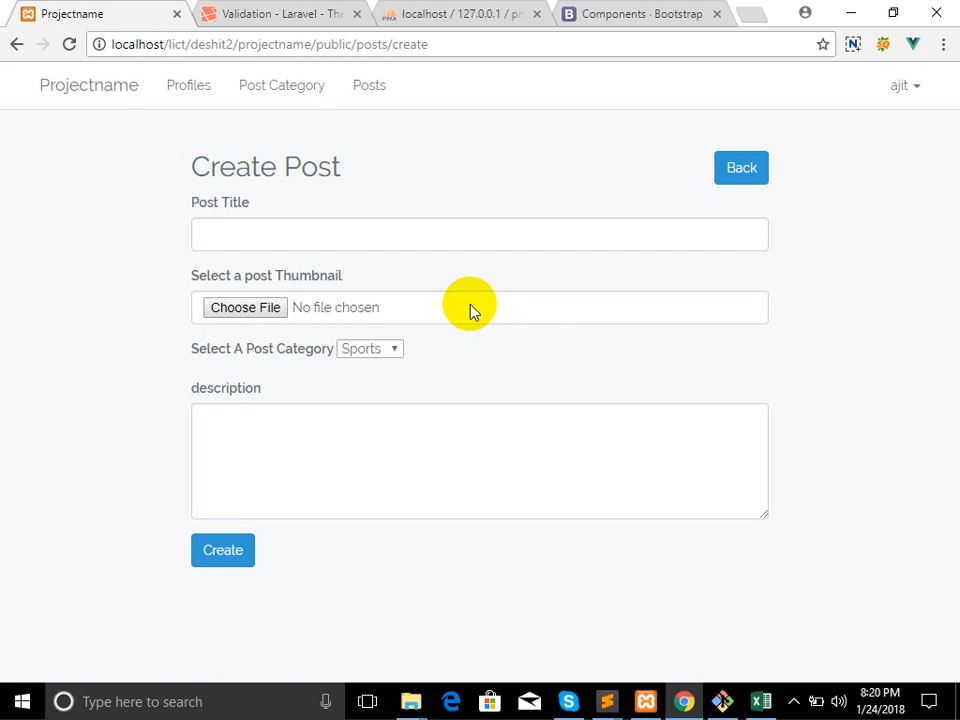 Projectname
Validation - Laravel - The
localhost / 127.0.0.1 / pr
Components · Bootstrap
localhost/lict/deshit2/projectname/public/posts/create
Projectname Profiles Post Category Posts ajit
Create Post
Back
Post Title
Select a post Thumbnail
Choose File No file chosen
Select A Post Category Sports
description
Create
Type here to search
8:20 PM
1/24/2018